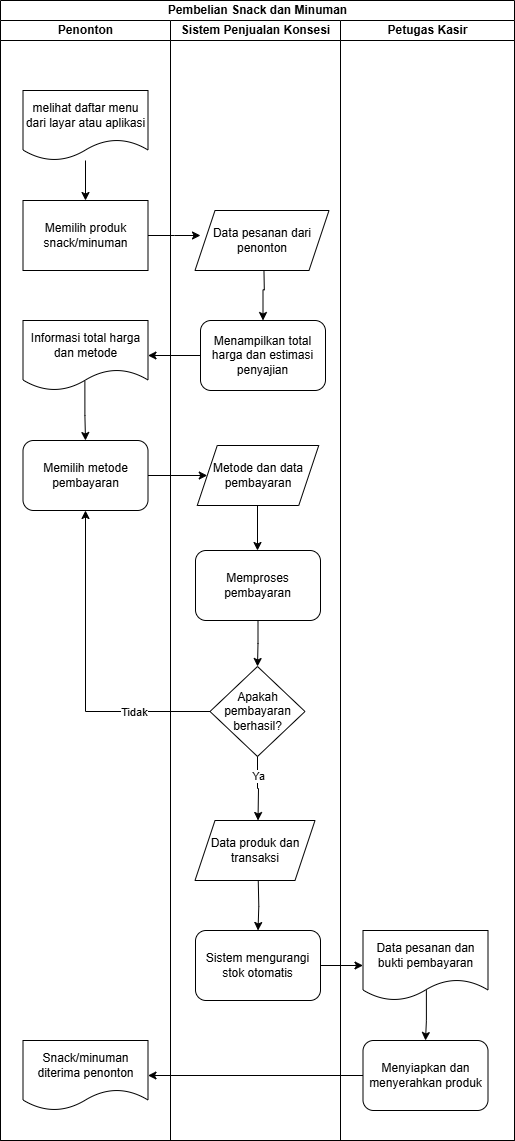 Pembelian Snack dan Minuman
Penonton
Sistem Penjualan Konsesi
Petugas Kasir
melihat daftar menu
dari layar atau aplikasi
Memilih produk
snack/minuman
Data pesanan dari
penonton
Menampilkan total
harga dan estimasi
penyajian
Informasi total harga
dan metode
Memilih metode
pembayaran
Metode dan data
pembayaran
Memproses
pembayaran
Apakah
pembayaran
berhasil?
Tidak
Ya
Data produk dan
transaksi
Sistem mengurangi
stok otomatis
Data pesanan dan
bukti pembayaran
Menyiapkan dan
menyerahkan produk
Snack/minuman
diterima penonton